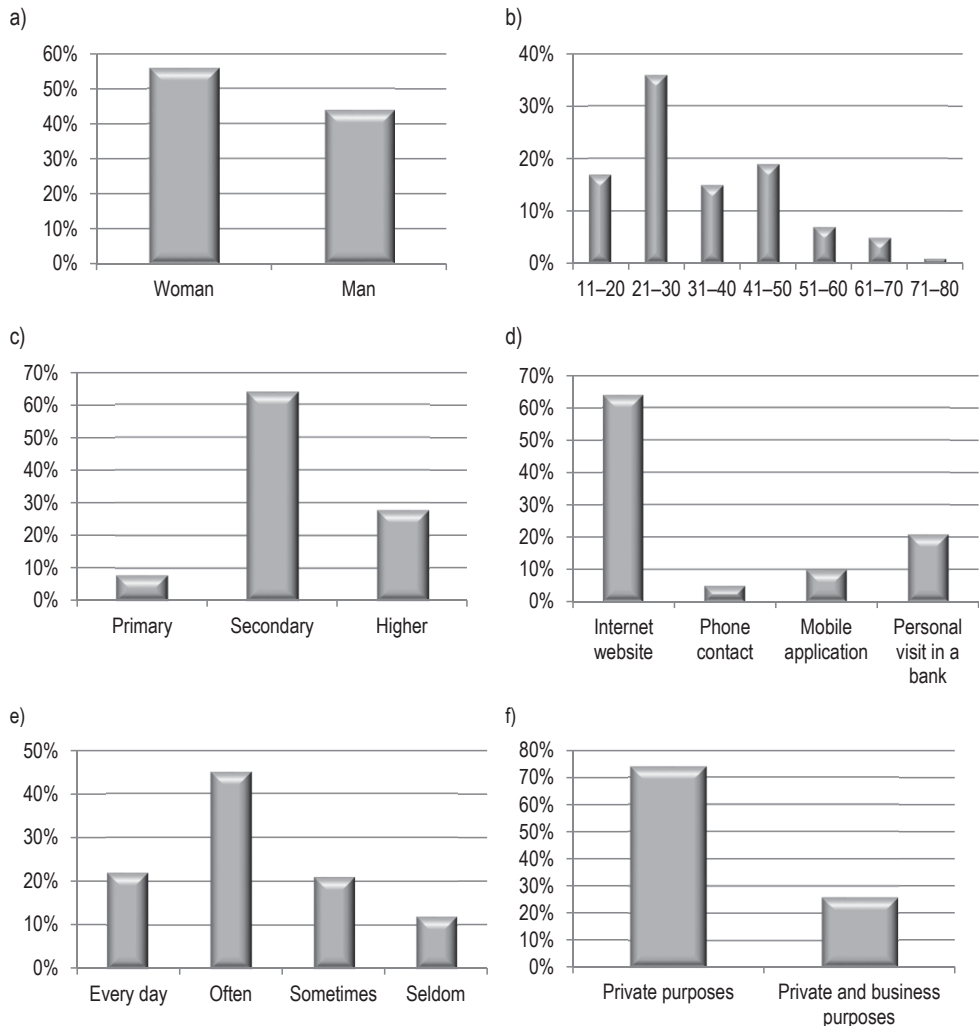 a)
60%
50%
40%
30%
20%
10%
0%
Woman Man
b)
40%
30%
20%
10%
0%
11–20 21–30 31–40 41–50 51–60 61–70 71–80
c)
70%
60%
50%
40%
30%
20%
10%
0%
Primary Secondary Higher
d)
70%
60%
50%
40%
30%
20%
10%
0%
Internet Phone Mobile Personal
website contact application visit in a
bank
e)
50%
40%
30%
20%
10%
0%
Every day Often Sometimes Seldom
f)
80%
70%
60%
50%
40%
30%
20%
10%
0%
Private purposes Private and business
purposes